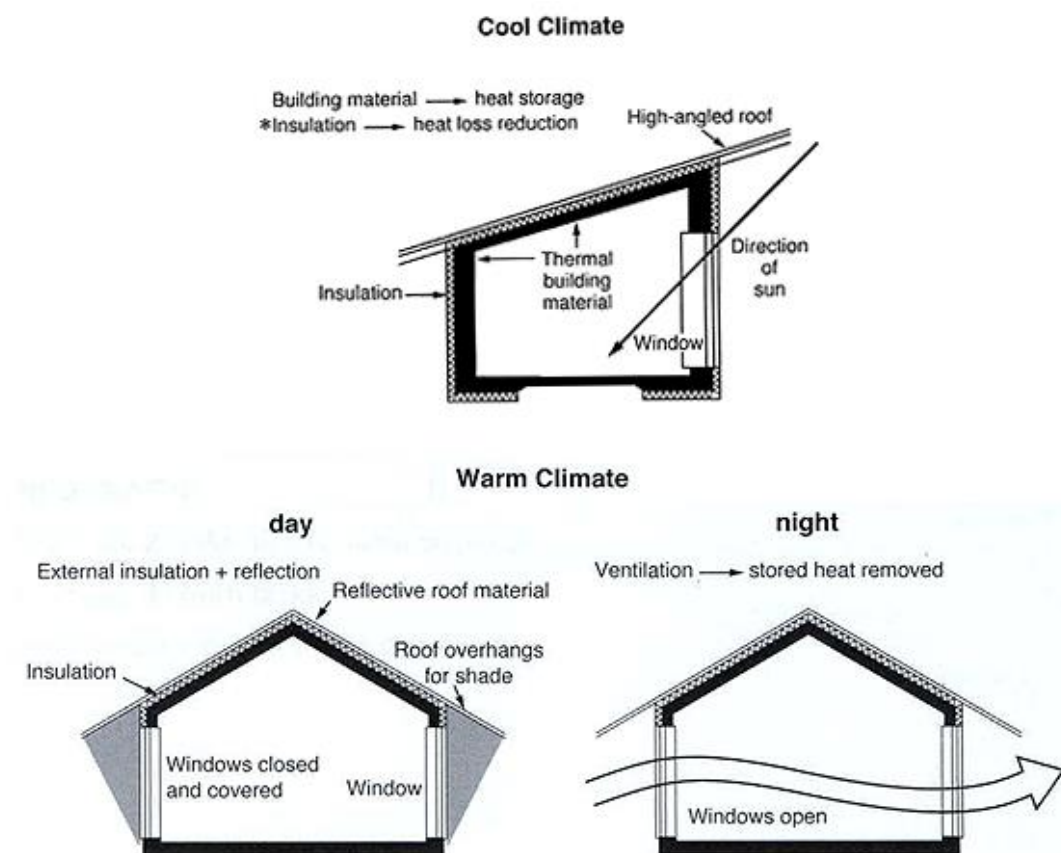 Cool Climate
Building material → heat storage
*Insulation → heat loss reduction
High-angled roof
Direction
of
sun
Thermal
building
material
Insulation
Window
Warm Climate
day
External insulation + reflection
Reflective roof material
Roof overhangs
for shade
Insulation
Windows closed
and covered
Window
night
Ventilation → stored heat removed
Windows open